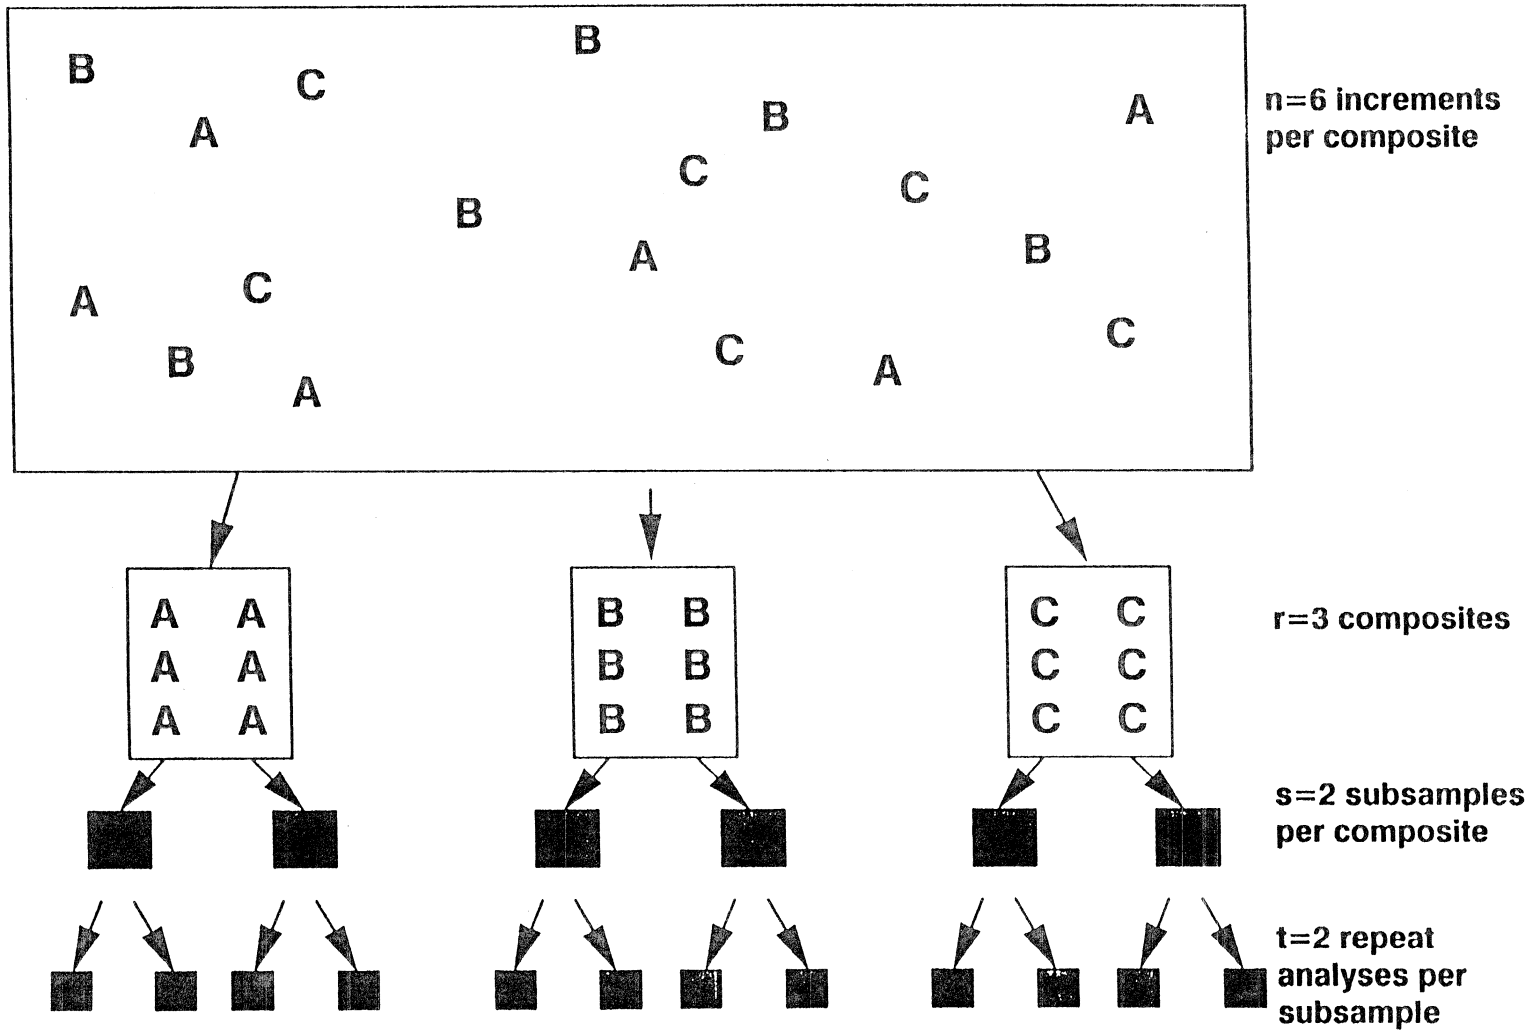 B
B
C
A
B
A
C
C
B
A
B
C
A
B
C
C
A
A
n=6 increments
per composite
A A
A A
A A
B B
B B
B B
C C
C C
C C
r=3 composites
s=2 subsamples
per composite
t=2 repeat
analyses per
subsample